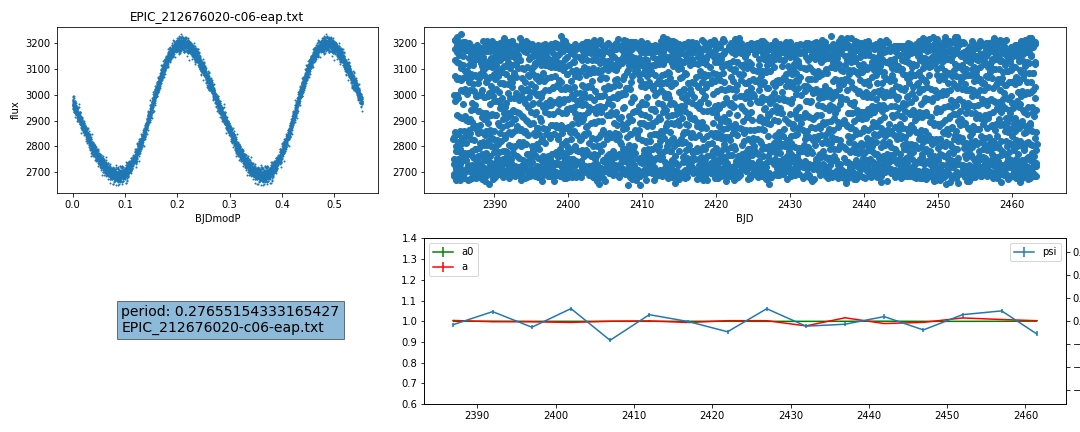 EPIC_212676020-c06-eap.txt
flux
3200
3100
3000
2900
2800
2700
0.0 0.1 0.2 0.3 0.4 0.5
BJDmodP
3200
3100
3000
2900
2800
2700
2390 2400 2410 2420 2430 2440 2450 2460
BJD
period: 0.27655154333165427
EPIC_212676020-c06-eap.txt
1.4
1.3
1.2
1.1
1.0
0.9
0.8
0.7
0.6
a0
a
psi
2390 2400 2410 2420 2430 2440 2450 2460